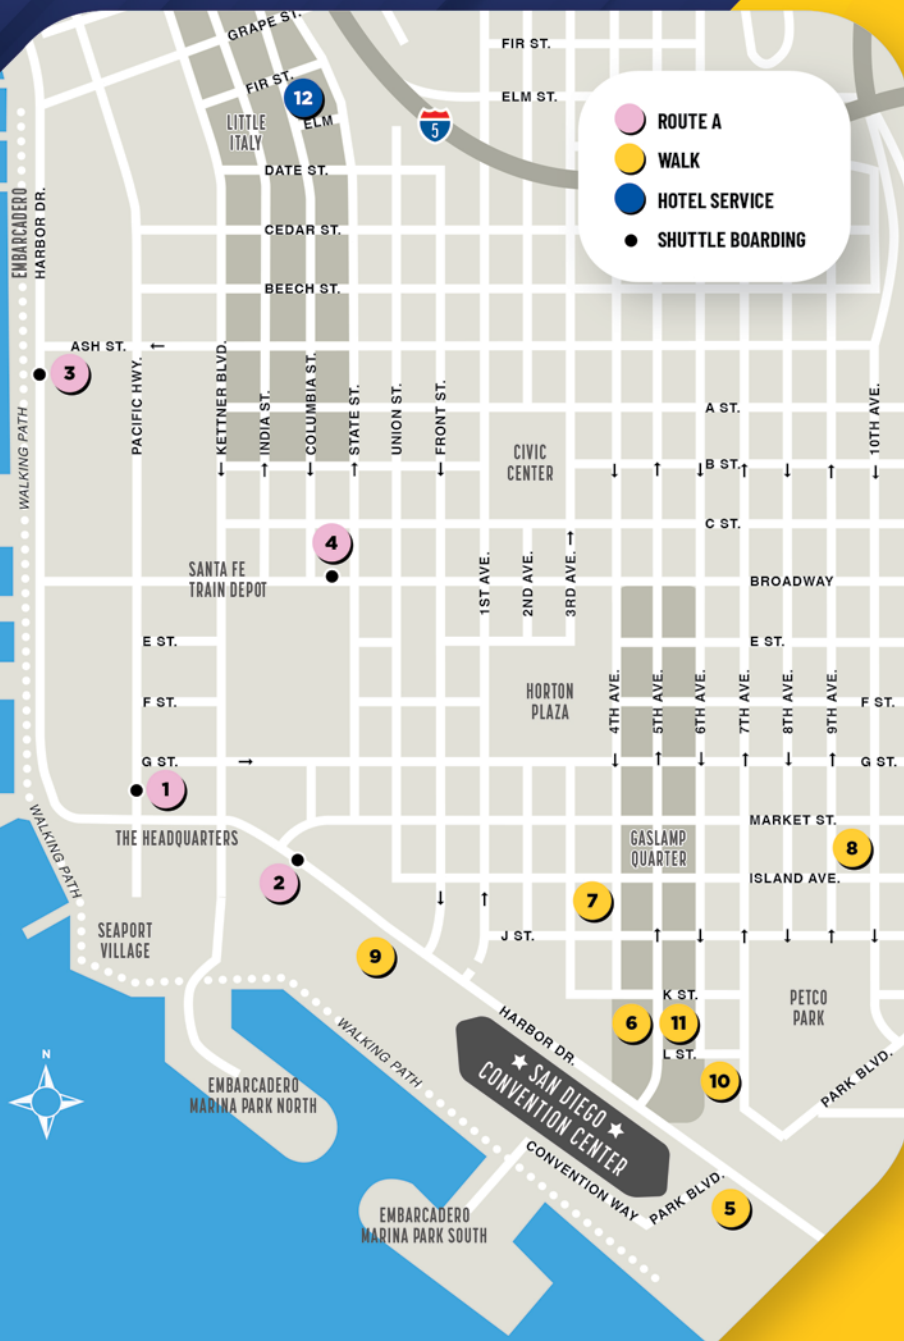 GRAPE ST.
FIR ST.
FIR ST.
ELM ST.
12
ELM
LITTLE
ITALY
5
ROUTE A
WALK
HOTEL SERVICE
SHUTTLE BOARDING
DATE ST.
EMBARCADERO
HARBOR DR.
CEDAR ST.
BEECH ST.
ASH ST.
3
PACIFIC HWY.
KETTNER BLVD.
INDIA ST.
COLUMBIA ST.
STATE ST.
UNION ST.
FRONT ST.
A ST.
10TH AVE.
WALKING PATH
CIVIC
CENTER
B ST.
C ST.
4
SANTA FE
TRAIN DEPOT
1ST AVE.
2ND AVE.
3RD AVE.
BROADWAY
E ST.
E ST.
HORTON
PLAZA
4TH AVE.
5TH AVE.
6TH AVE.
7TH AVE.
8TH AVE.
9TH AVE.
F ST.
F ST.
G ST.
G ST.
1
WALKING PATH
THE HEADQUARTERS
MARKET ST.
GASLAMP
QUARTER
8
2
ISLAND AVE.
7
SEAPORT
VILLAGE
J ST.
9
K ST.
PETCO
PARK
6
11
HARBOR DR.
L ST.
10
WALKING PATH
N
SAN DIEGO
CONVENTION CENTER
PARK BLVD.
EMBARCADERO
MARINA PARK NORTH
CONVENTION WAY
PARK BLVD.
5
EMBARCADERO
MARINA PARK SOUTH